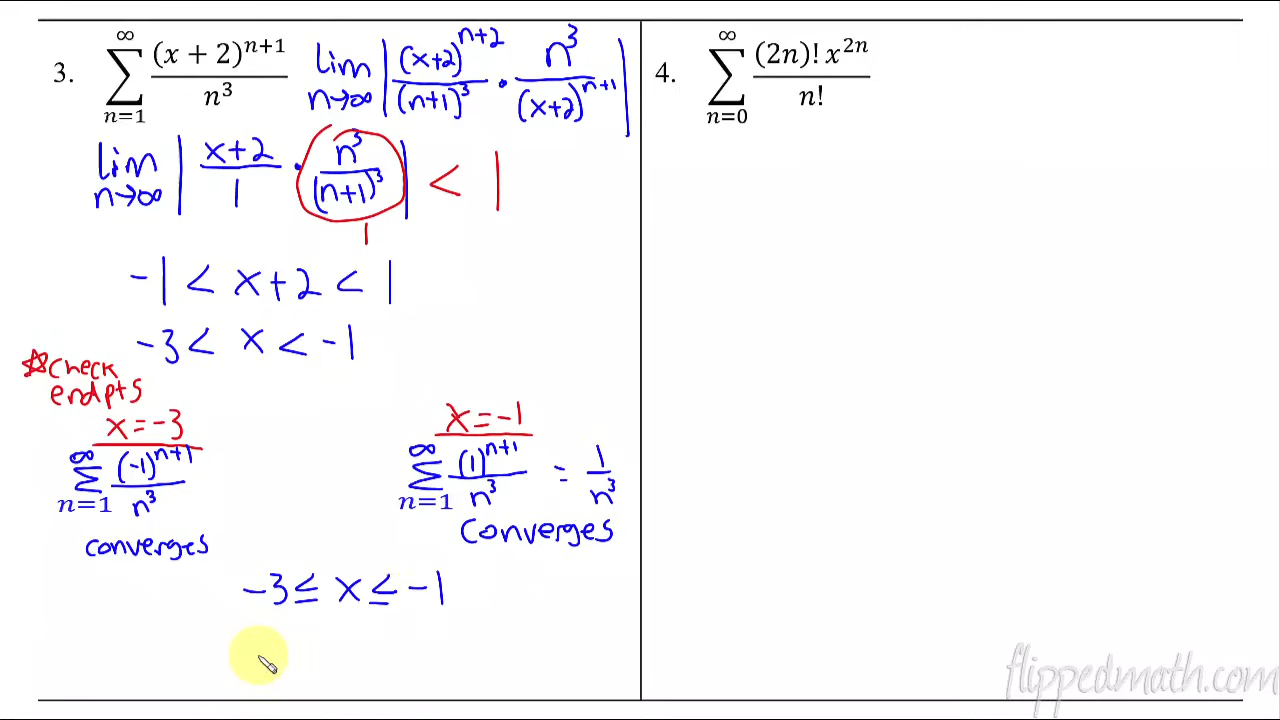 3. ∞∑n=1 (x + 2)^{n+1} / n^3 lim n→∞ | (x+2)^{n+2} / (n+1)^3 · n^3 / (x+2)^{n+1} |
lim n→∞ | x+2 / 1 · n^3 / (n+1)^3 | < 1
1
-1 < x+2 < 1
-3 < x < -1
☆Check
endpts
x = -3
∞∑n=1 (-1)^{n+1} / n^3
converges
x = -1
∞∑n=1 (1)^{n+1} / n^3 = 1 / n^3
Converges
-3 ≤ x ≤ -1
4. ∞∑n=0 (2n)! x^{2n} / n!
flippedmath.com